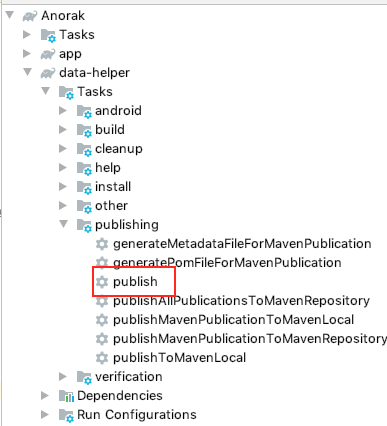 Anorak
Tasks
app
data-helper
Tasks
android
build
cleanup
help
install
other
publishing
generateMetadataFileForMavenPublication
generatePomFileForMavenPublication
publish
publishAllPublicationsToMavenRepository
publishMavenPublicationToMavenLocal
publishMavenPublicationToMavenRepository
publishToMavenLocal
verification
Dependencies
Run Configurations